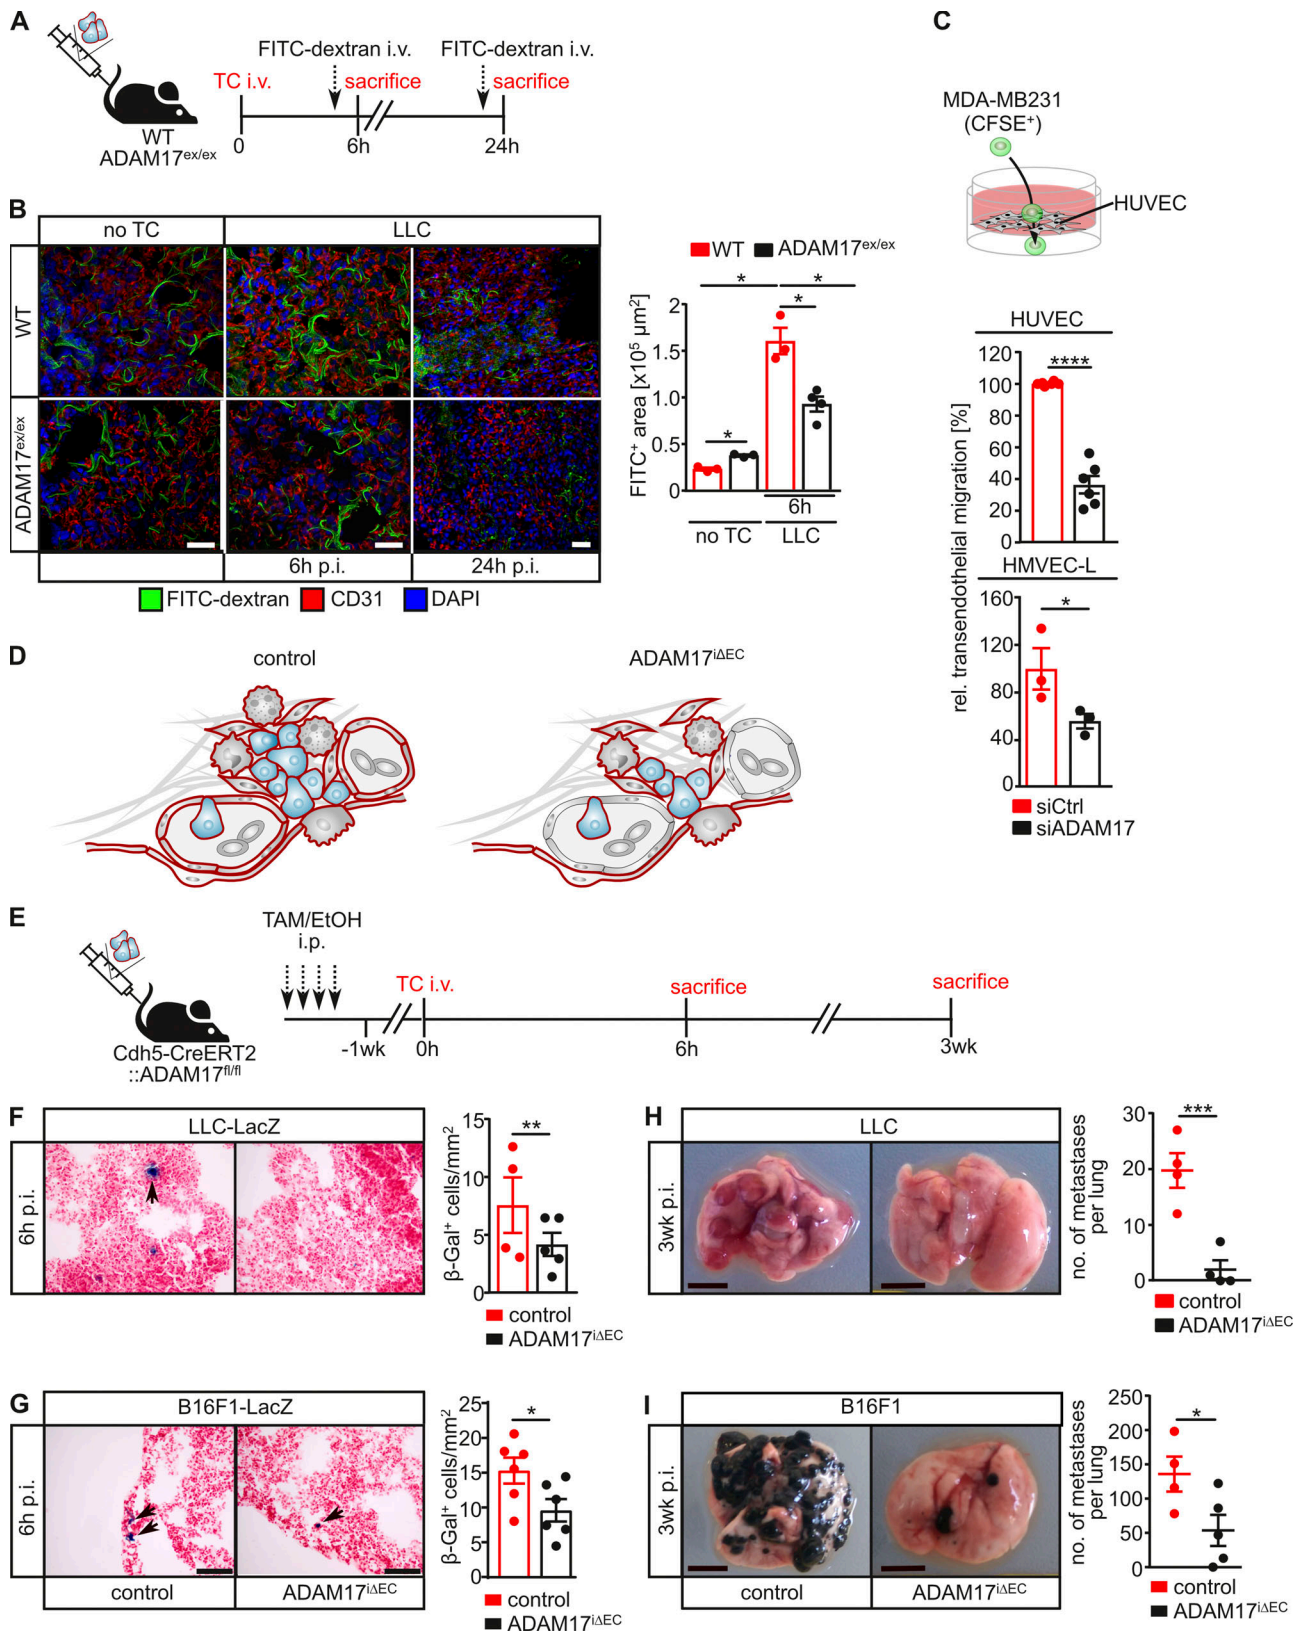 A
FITC-dextran i.v.
FITC-dextran i.v.
TC i.v.
sacrifice
sacrifice
0
6h
24h
WT
ADAM17ex/ex
B
no TC
LLC
WT
ADAM17ex/ex
6h p.i.
24h p.i.
FITC-dextran
CD31
DAPI
WT
ADAM17ex/ex
*
*
*
*
FITC+ area [x10⁵ µm²]
2
1.5
1.0
0.5
0
6h
no TC
LLC
C
MDA-MB231
(CFSE+)
HUVEC
HUVEC
****
120
100
80
60
40
20
0
rel. transendothelial migration [%]
HMVEC-L
*
160
120
80
40
0
siCtrl
siADAM17
D
control
ADAM17iΔEC
E
TAM/EtOH
i.p.
TC i.v.
sacrifice
sacrifice
-1wk
0h
6h
3wk
Cdh5-CreERT2
::ADAM17fl/fl
F
LLC-LacZ
6h p.i.
β-Gal+ cells/mm²
15
10
5
0
**
control
ADAM17iΔEC
H
LLC
3wk p.i.
no. of metastases
per lung
30
20
10
0
***
control
ADAM17iΔEC
G
B16F1-LacZ
6h p.i.
control
ADAM17iΔEC
β-Gal+ cells/mm²
25
20
15
10
5
0
*
control
ADAM17iΔEC
I
B16F1
3wk p.i.
control
ADAM17iΔEC
no. of metastases
per lung
250
200
150
100
50
0
*
control
ADAM17iΔEC